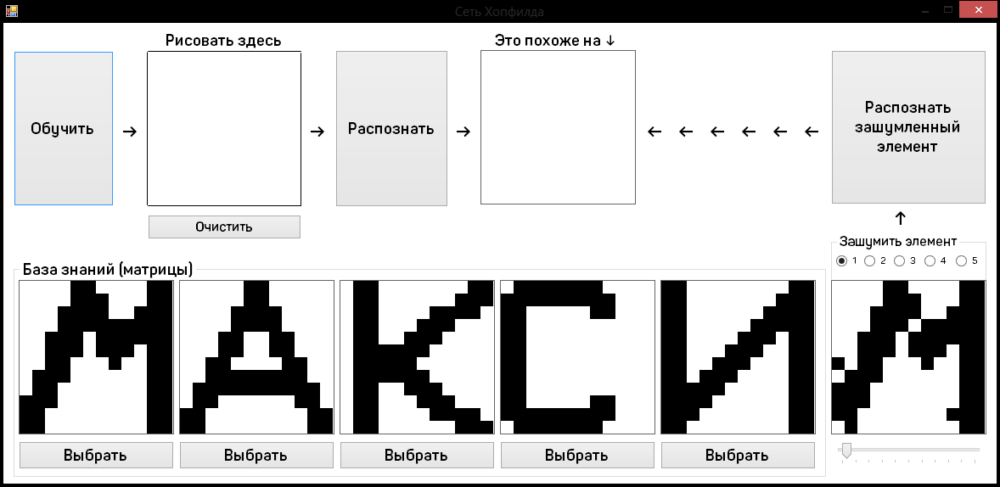 Сеть Хопфилда
Рисовать здесь
Это похоже на ↓
Обучить
→
→
Распознать
→
← ← ← ← ← ←
Распознать
зашумленный
элемент
Очистить
↑
Зашумить элемент
1 2 3 4 5
База знаний (матрицы)
М А К С И М
Выбрать Выбрать Выбрать Выбрать Выбрать